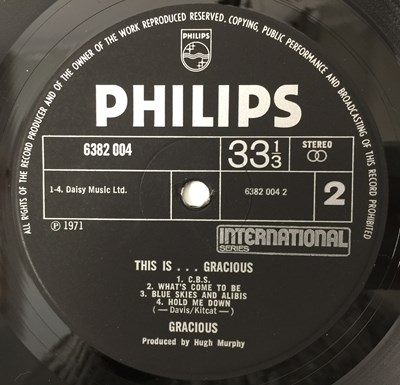 ALL RIGHTS OF THE RECORD PRODUCER AND OF THE OWNER OF THE WORK REPRODUCED RESERVED. COPYING, PUBLIC PERFORMANCE AND BROADCASTING OF THIS RECORD PROHIBITED
PHILIPS
PHILIPS
6382 004
33 1/3
STEREO
1-4. Daisy Music Ltd.
6382 004 2
2
℗ 1971
INTERNATIONAL
SERIES
THIS IS . . . GRACIOUS
1. C.B.S.
2. WHAT'S COME TO BE
3. BLUE SKIES AND ALIBIS
4. HOLD ME DOWN
(— Davis/Kitcat —)
GRACIOUS
Produced by Hugh Murphy